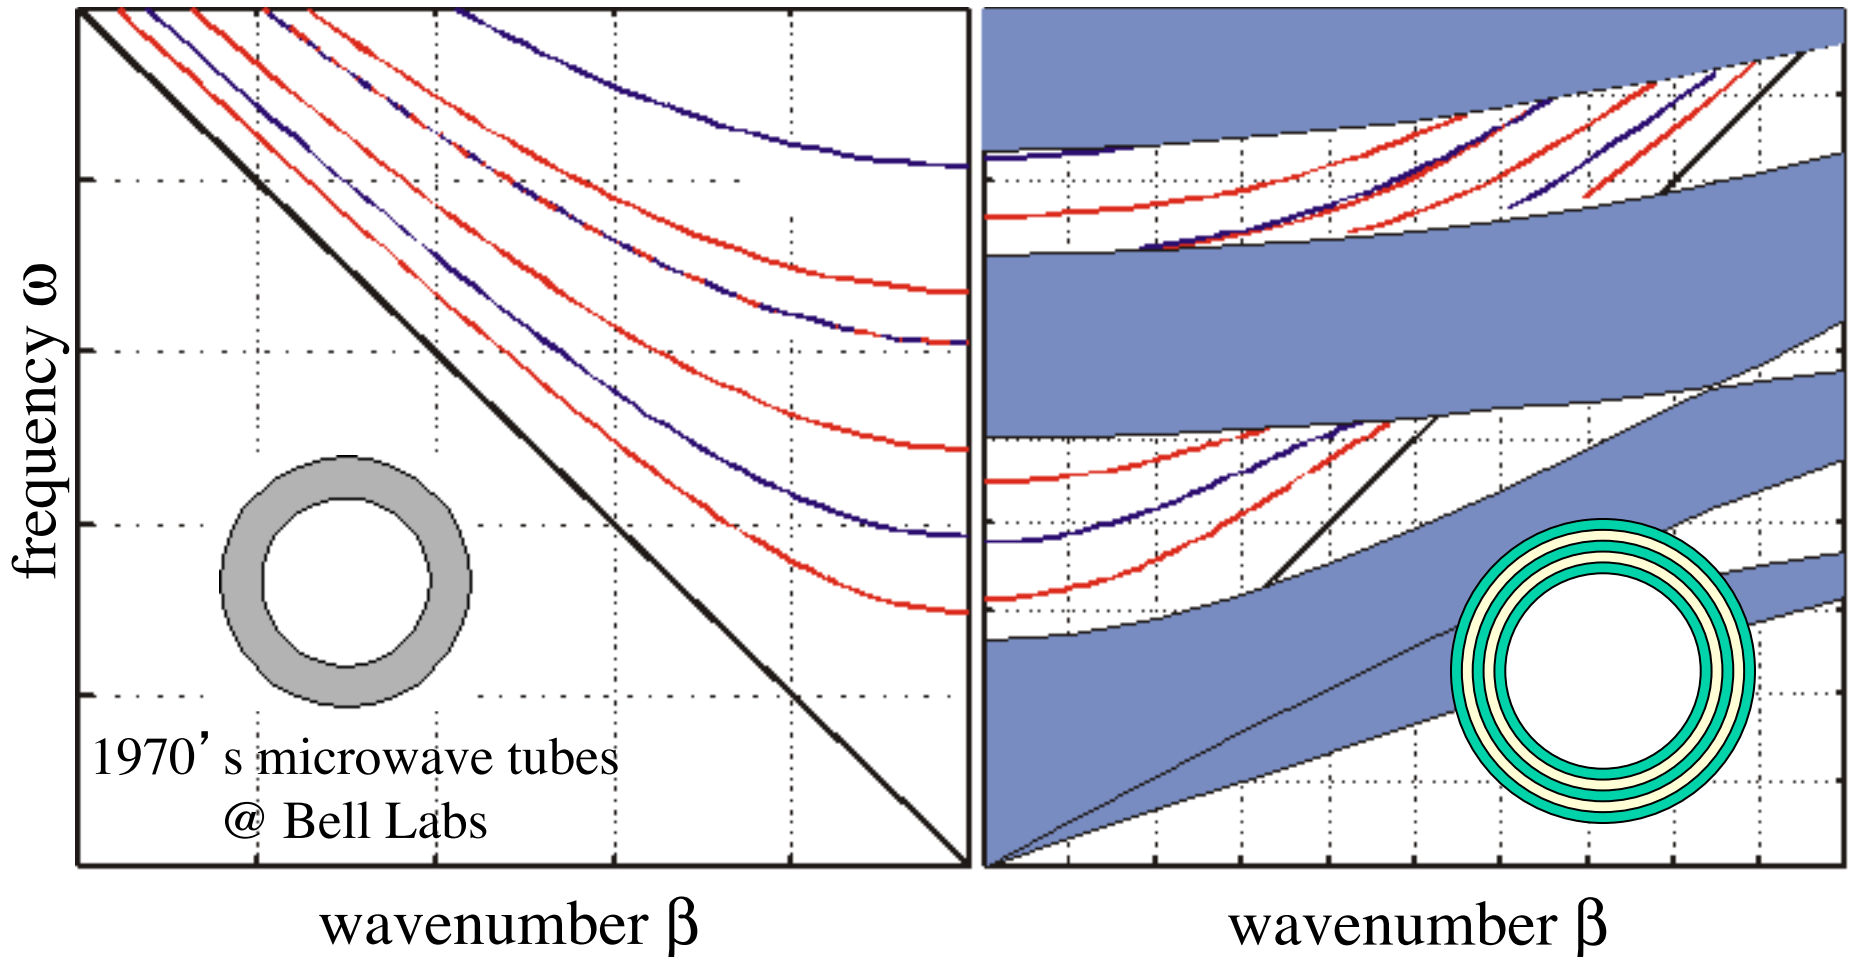 frequency ω
1970's microwave tubes
@ Bell Labs
wavenumber β
wavenumber β